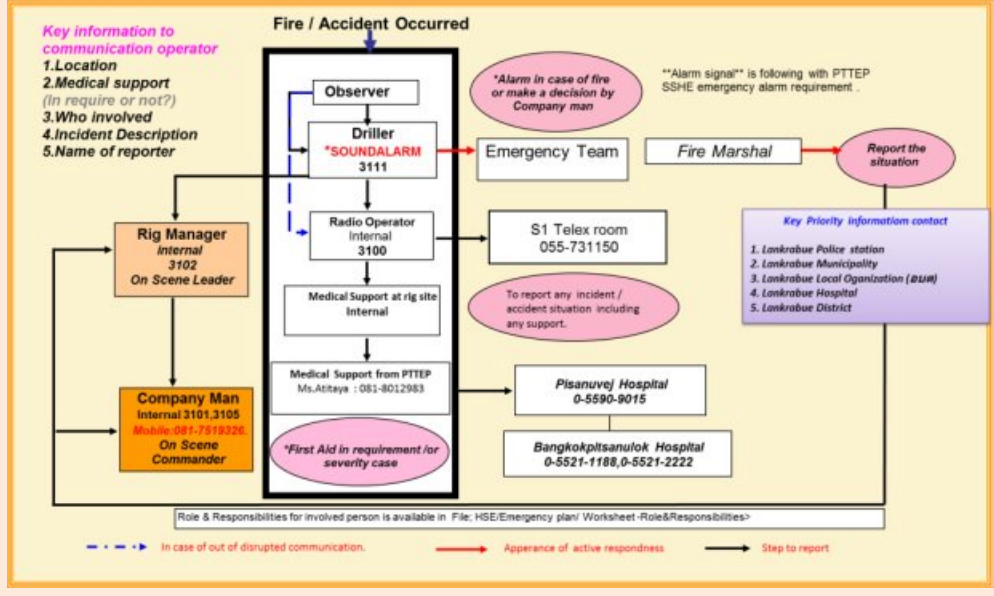 Fire / Accident Occurred
Key information to
communication operator
1.Location
2.Medical support
(In require or not?)
3.Who involved
4.Incident Description
5.Name of reporter
Observer
Driller
*SOUNDALARM
3111
*Alarm in case of fire
or make a decision by
Company man
**Alarm signal** is following with PTTEP
SSHE emergency alarm requirement .
Emergency Team
Fire Marshal
Report the
situation
Rig Manager
internal
3102
On Scene Leader
Radio Operator
Internal
3100
S1 Telex room
055-731150
Key Priority informatiom contact
1. Lankrabue Police station
2. Lankrabue Municipality
3. Lankrabue Local Oganization (อบต)
4. Lankrabue Hospital
5. Lankrabue District
Medical Support at rig site
Internal
To report any incident /
accident situation including
any support.
Medical Support from PTTEP
Ms.Atitaya : 081-8012983
Pisanuvej Hospital
0-5590-9015
Company Man
Internal 3101,3105
Mobile:081-7519326.
On Scene
Commander
*First Aid in requirement /or
severity case
Bangkokpitsanulok Hospital
0-5521-1188,0-5521-2222
Role & Responsibilities for involved person is available in File; HSE/Emergency plan/ Worksheet -Role&Responsibilities>
In case of out of disrupted communication.
Apperance of active respondness
Step to report